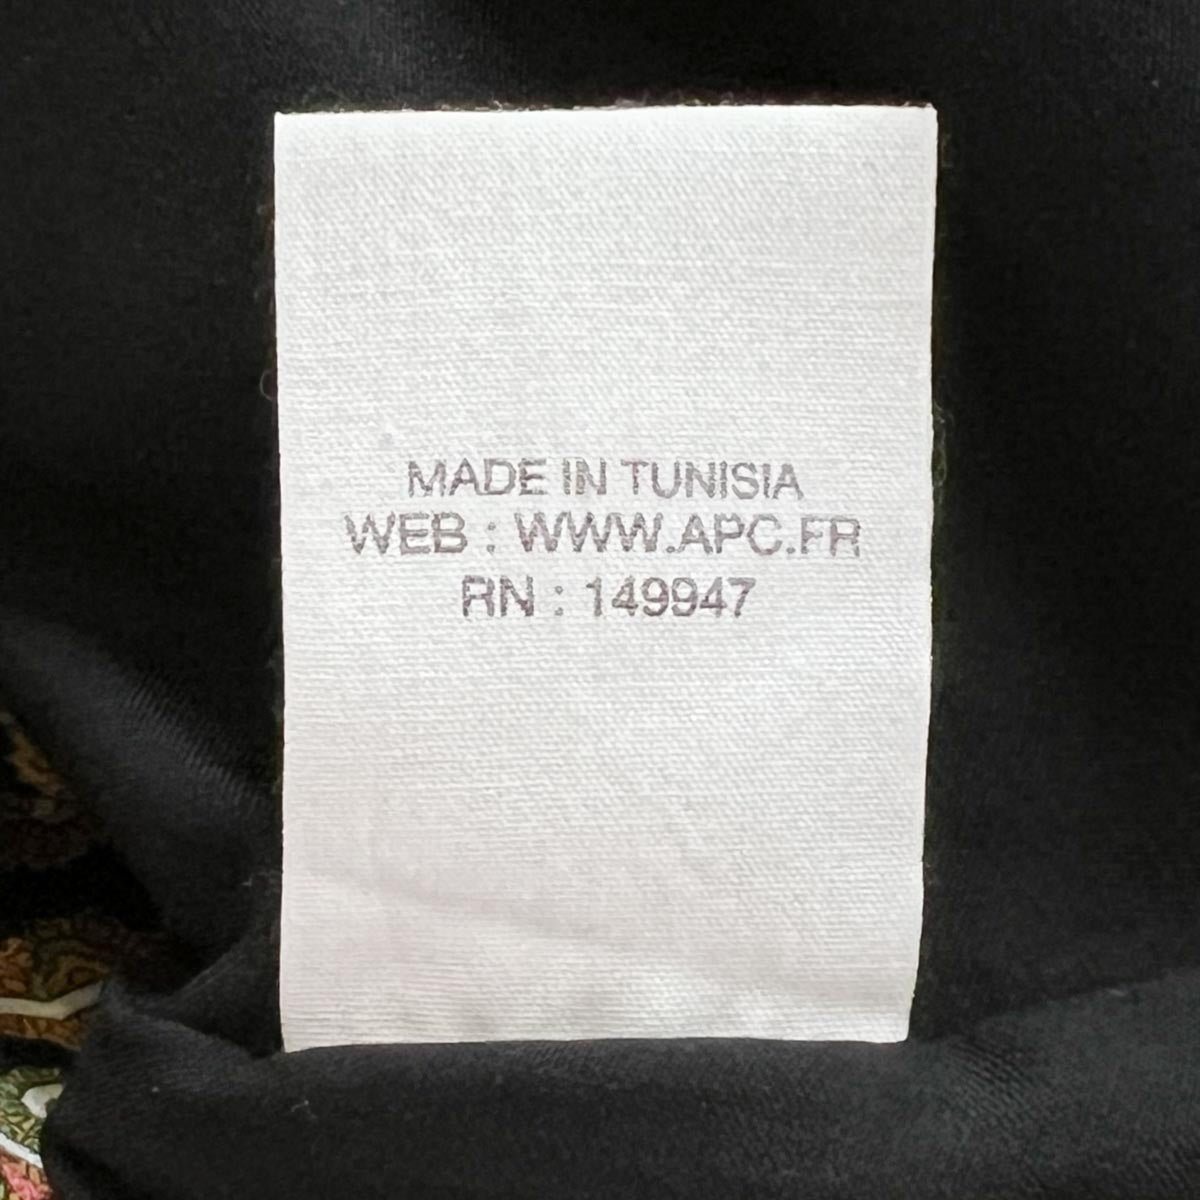 MADE IN TUNISIA
WEB : WWW.APC.FR
RN : 149947